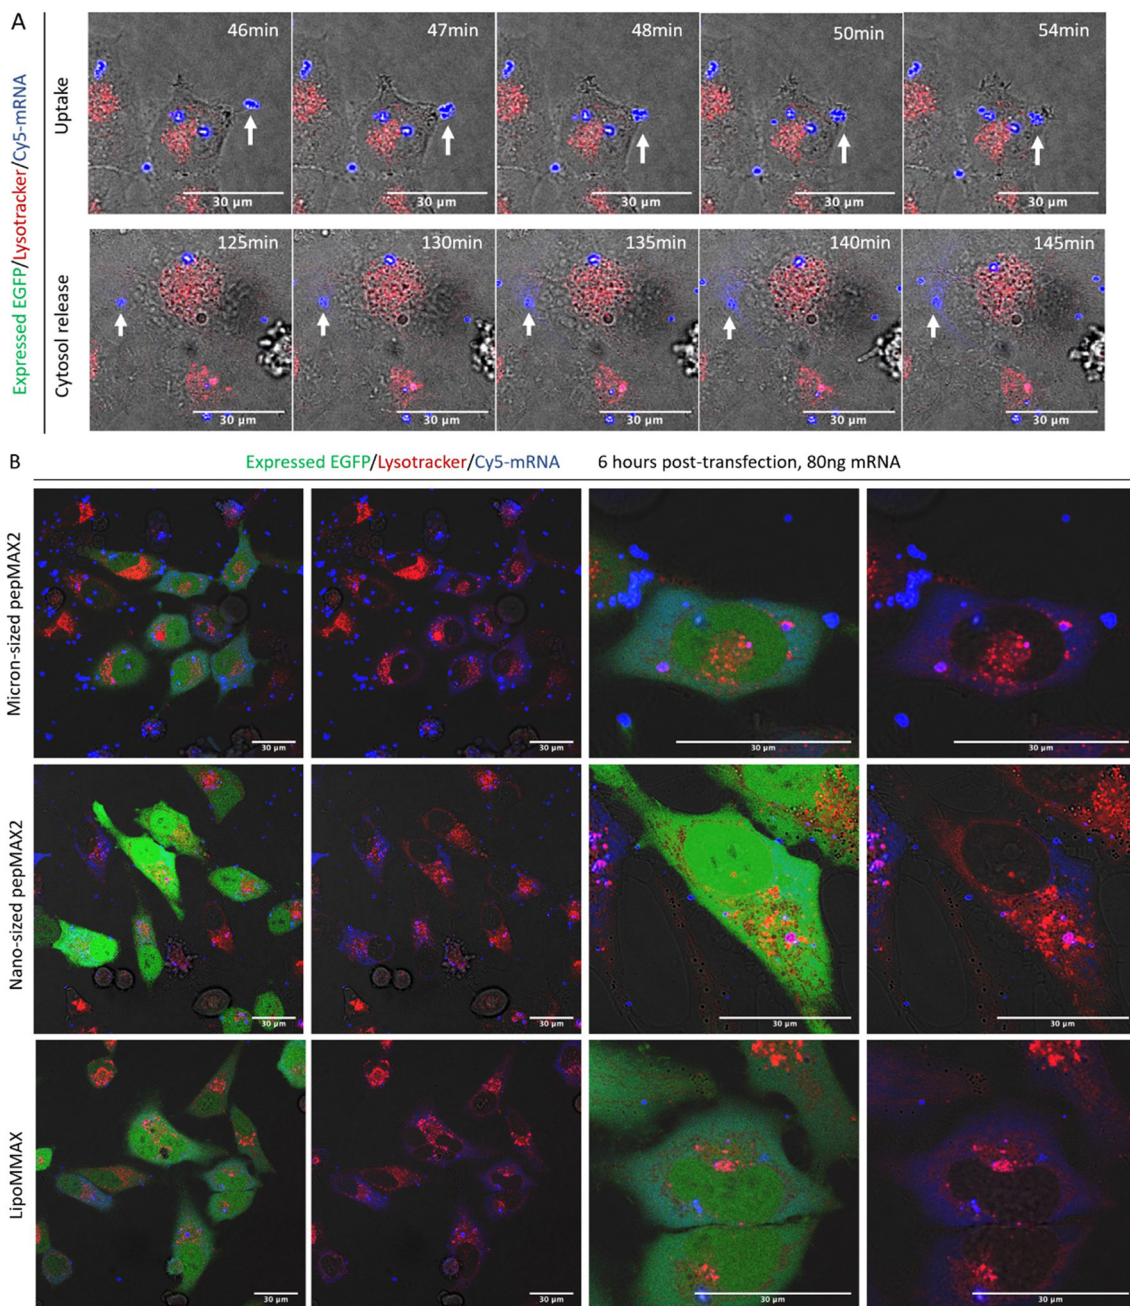 A
Expressed EGFP/Lysotracker/Cy5-mRNA
Uptake
46min
47min
48min
50min
54min
30 µm
30 µm
30 µm
30 µm
30 µm
Cytosol release
125min
130min
135min
140min
145min
30 µm
30 µm
30 µm
30 µm
30 µm
B
Expressed EGFP/Lysotracker/Cy5-mRNA 6 hours post-transfection, 80ng mRNA
Micron-sized pepMAX2
30 µm
30 µm
30 µm
30 µm
Nano-sized pepMAX2
30 µm
30 µm
30 µm
30 µm
LipoMMAX
30 µm
30 µm
30 µm
30 µm